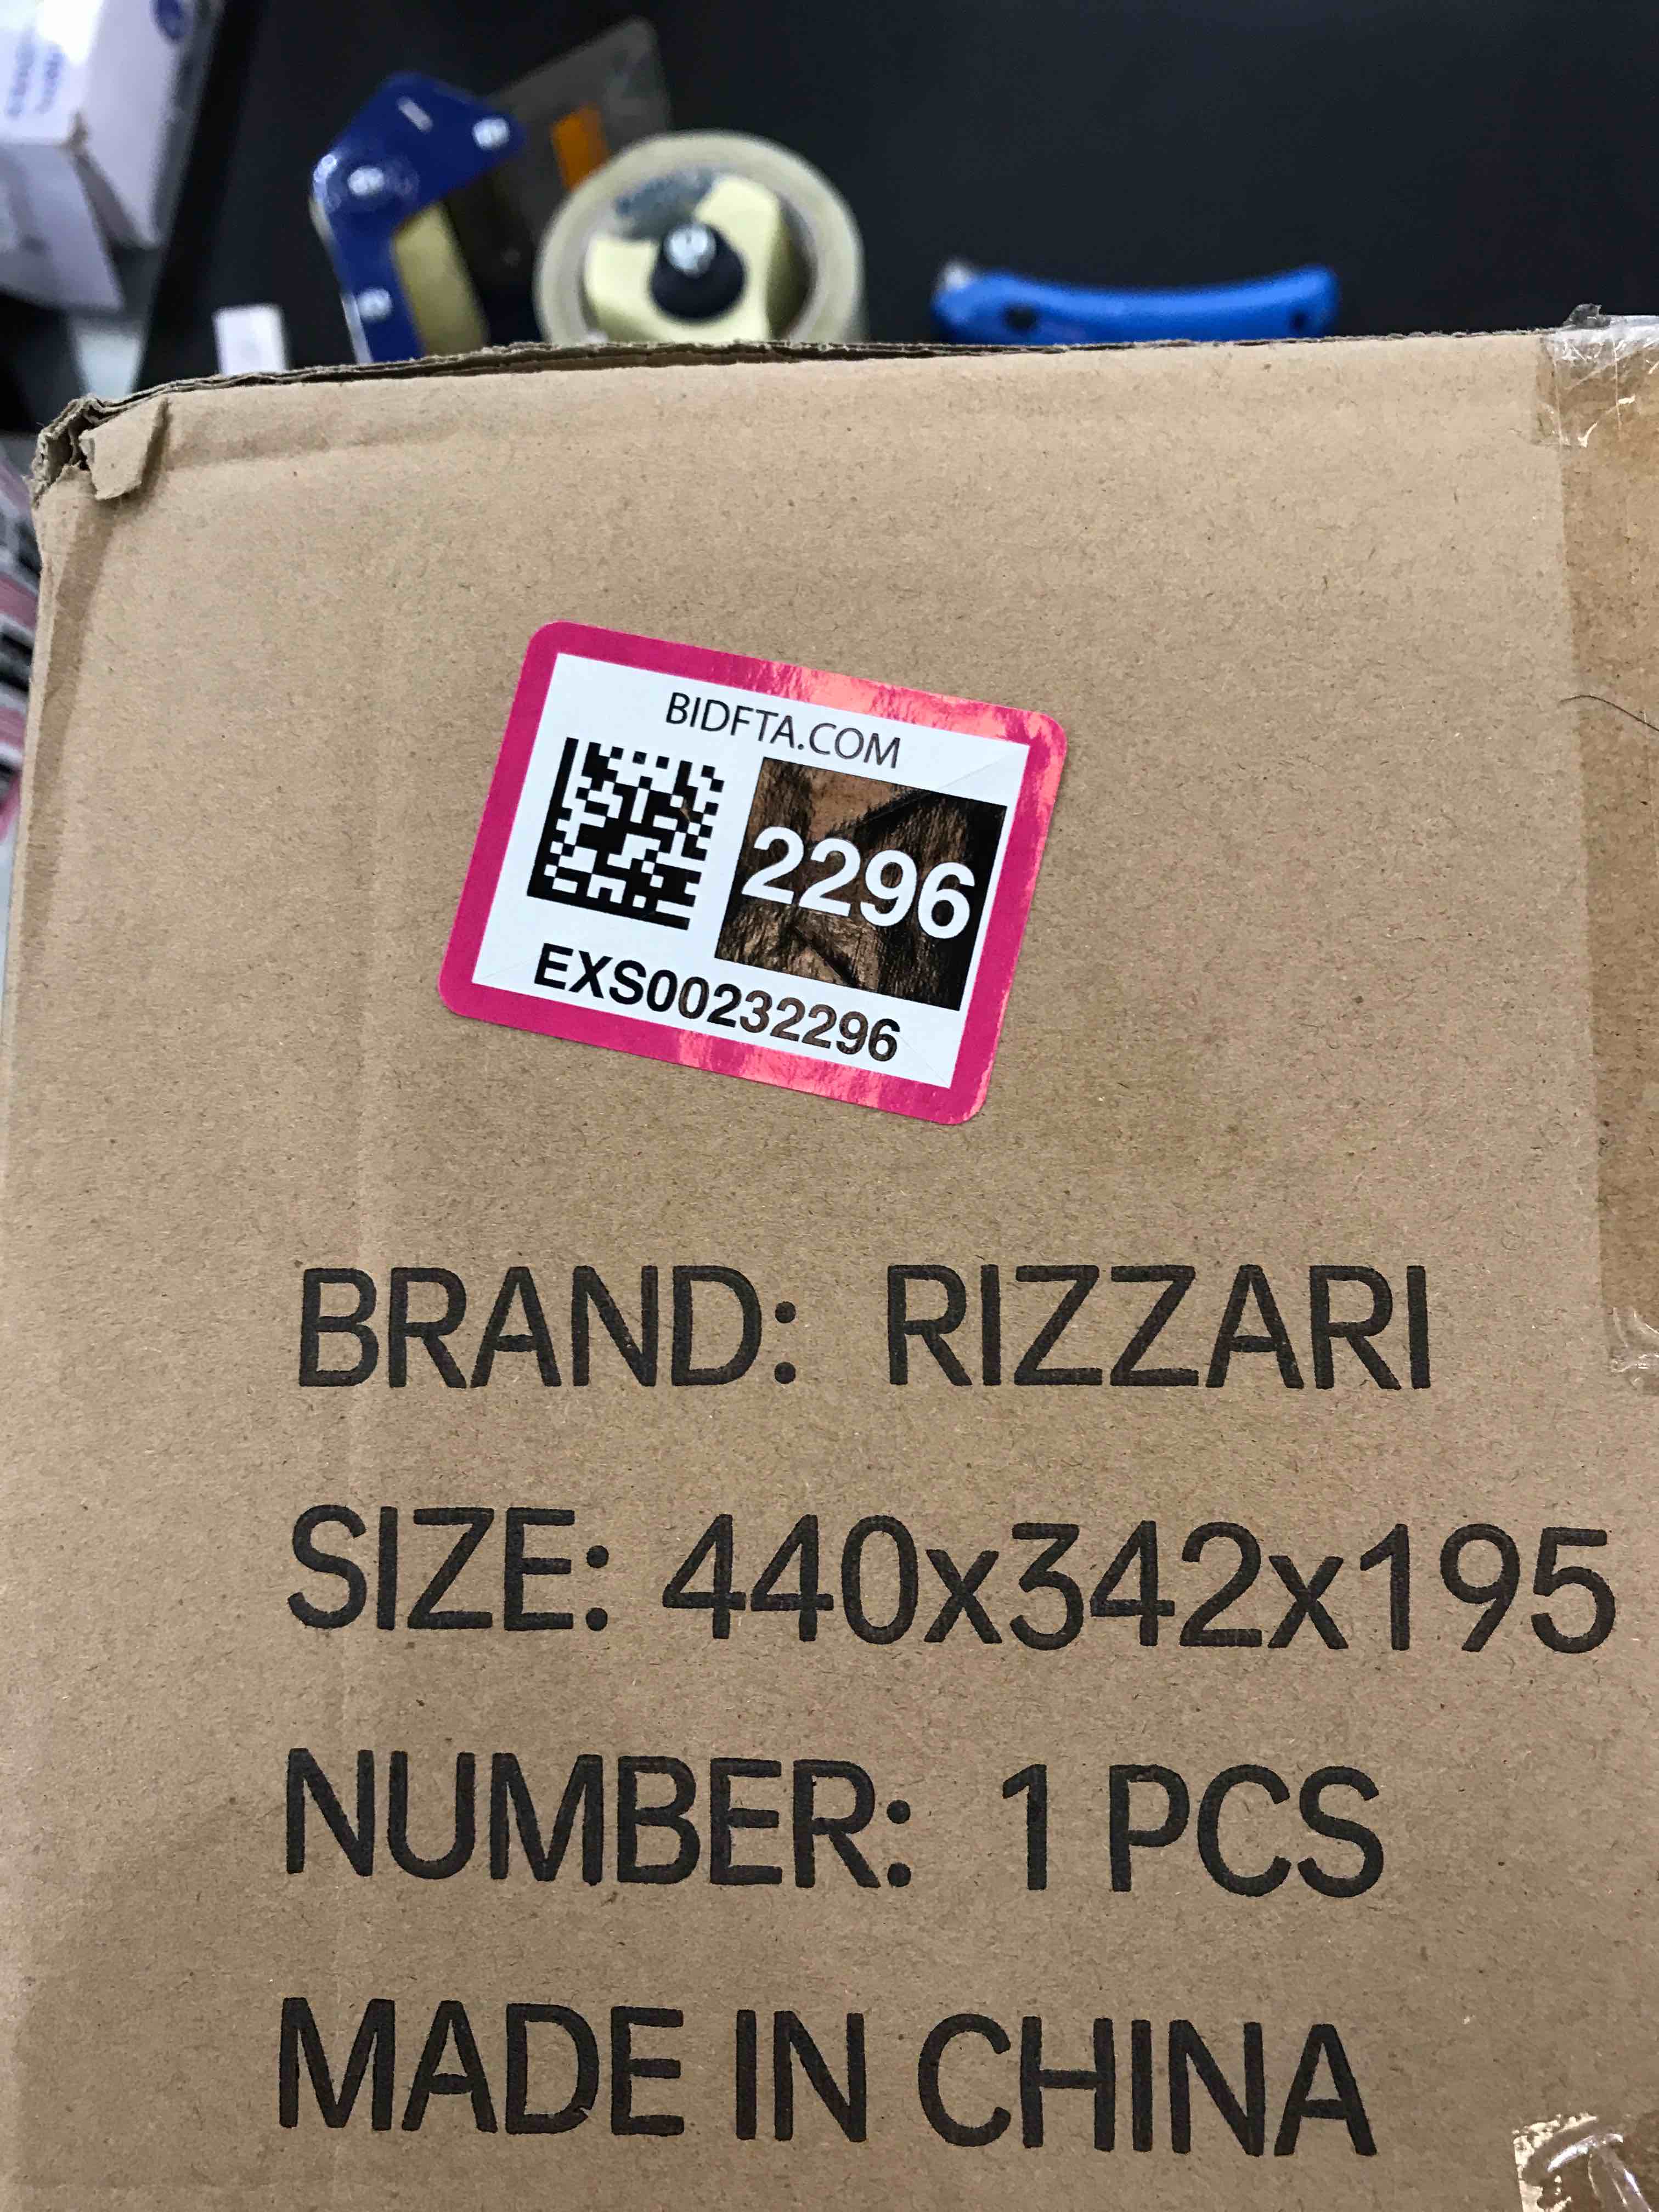 BIDFTA.COM
2296
EXS00232296
BRAND: RIZZARI
SIZE: 440x342x195
NUMBER: 1 PCS
MADE IN CHINA